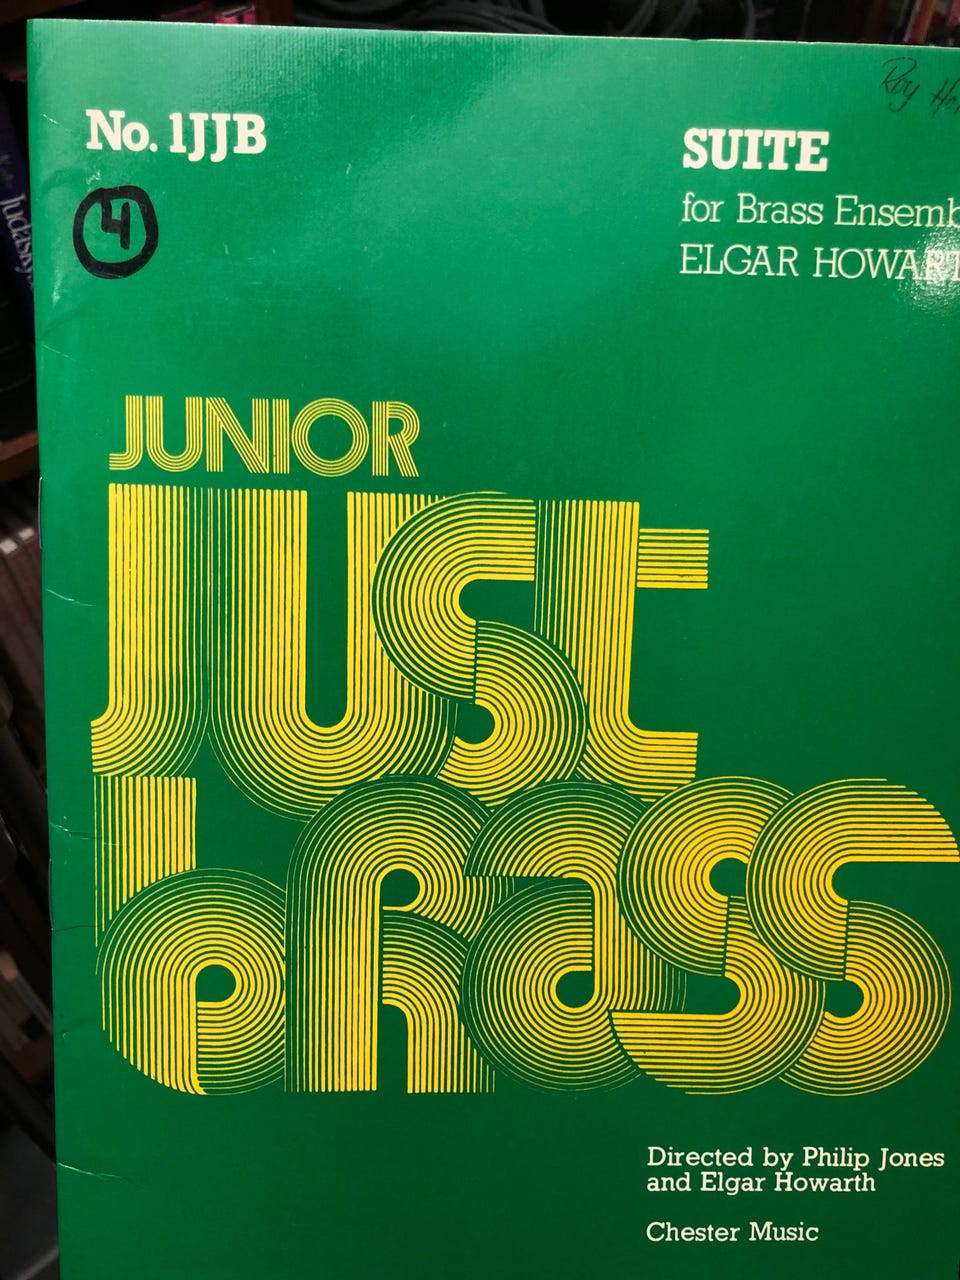 Roy
No. 1JJB
SUITE
4
for Brass Ensemb
ELGAR HOWART
JUNIOR
JUST
brass
Directed by Philip Jones
and Elgar Howarth
Chester Music